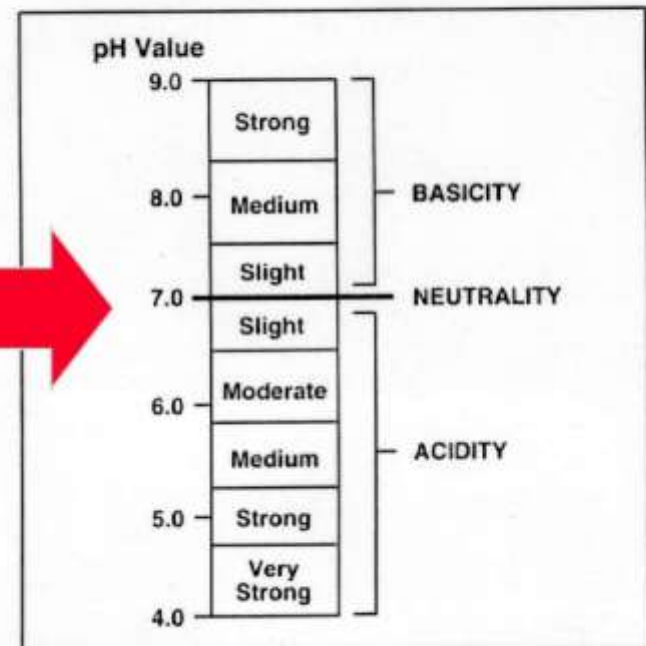 pH Value
9.0
Strong
8.0
Medium
BASICITY
Slight
7.0
NEUTRALITY
Slight
6.0
Moderate
Medium
ACIDITY
5.0
Strong
Very
Strong
4.0